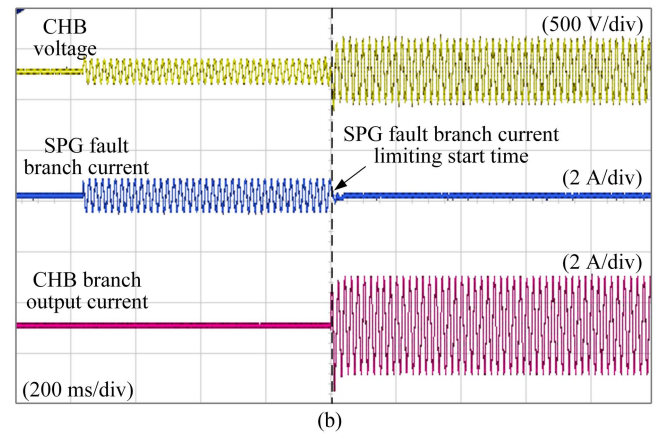 CHB
voltage
(500 V/div)
SPG fault
branch current
SPG fault branch current
limiting start time
(2 A/div)
CHB branch
output current
(2 A/div)
(200 ms/div)
(b)